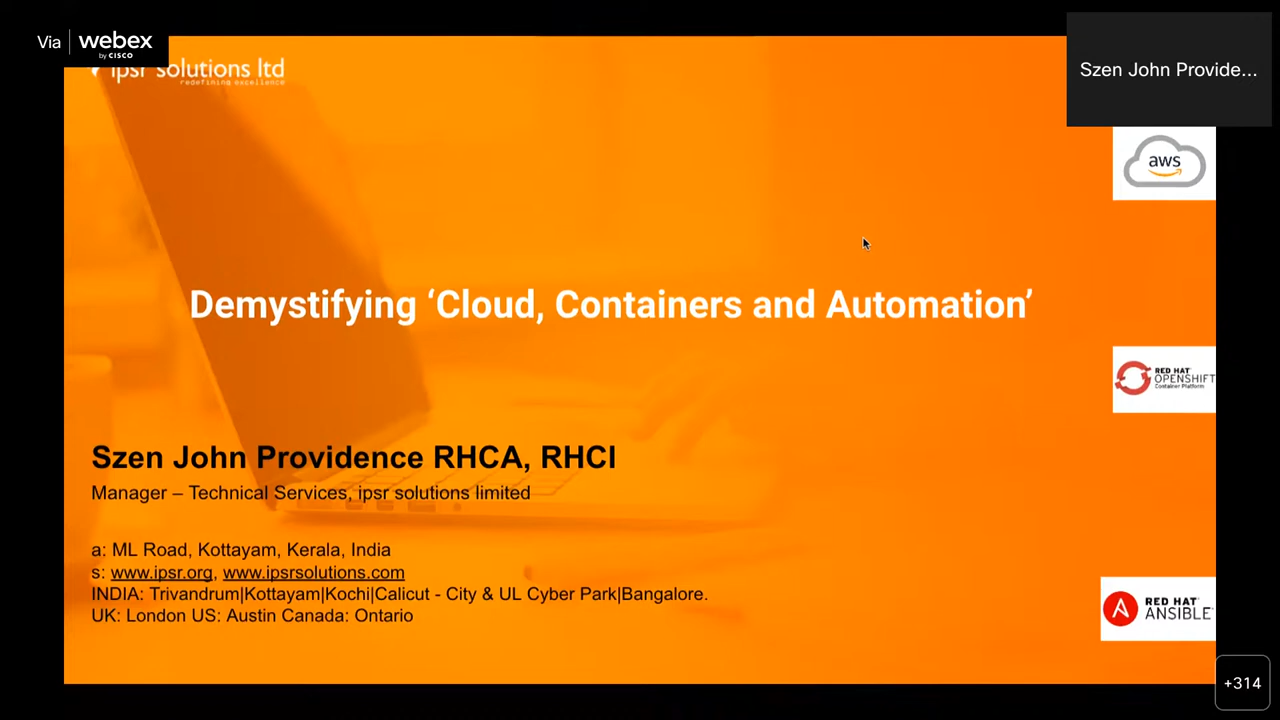 Via webex
by CISCO
Szen John Provide...
ipsr solutions ltd
redefining excellence
aws
Demystifying ‘Cloud, Containers and Automation’
RED HAT
OPENSHIFT
Container Platform
Szen John Providence RHCA, RHCI
Manager – Technical Services, ipsr solutions limited
a: ML Road, Kottayam, Kerala, India
s: www.ipsr.org, www.ipsrsolutions.com
INDIA: Trivandrum|Kottayam|Kochi|Calicut - City & UL Cyber Park|Bangalore.
UK: London US: Austin Canada: Ontario
RED HAT
ANSIBLE
+314